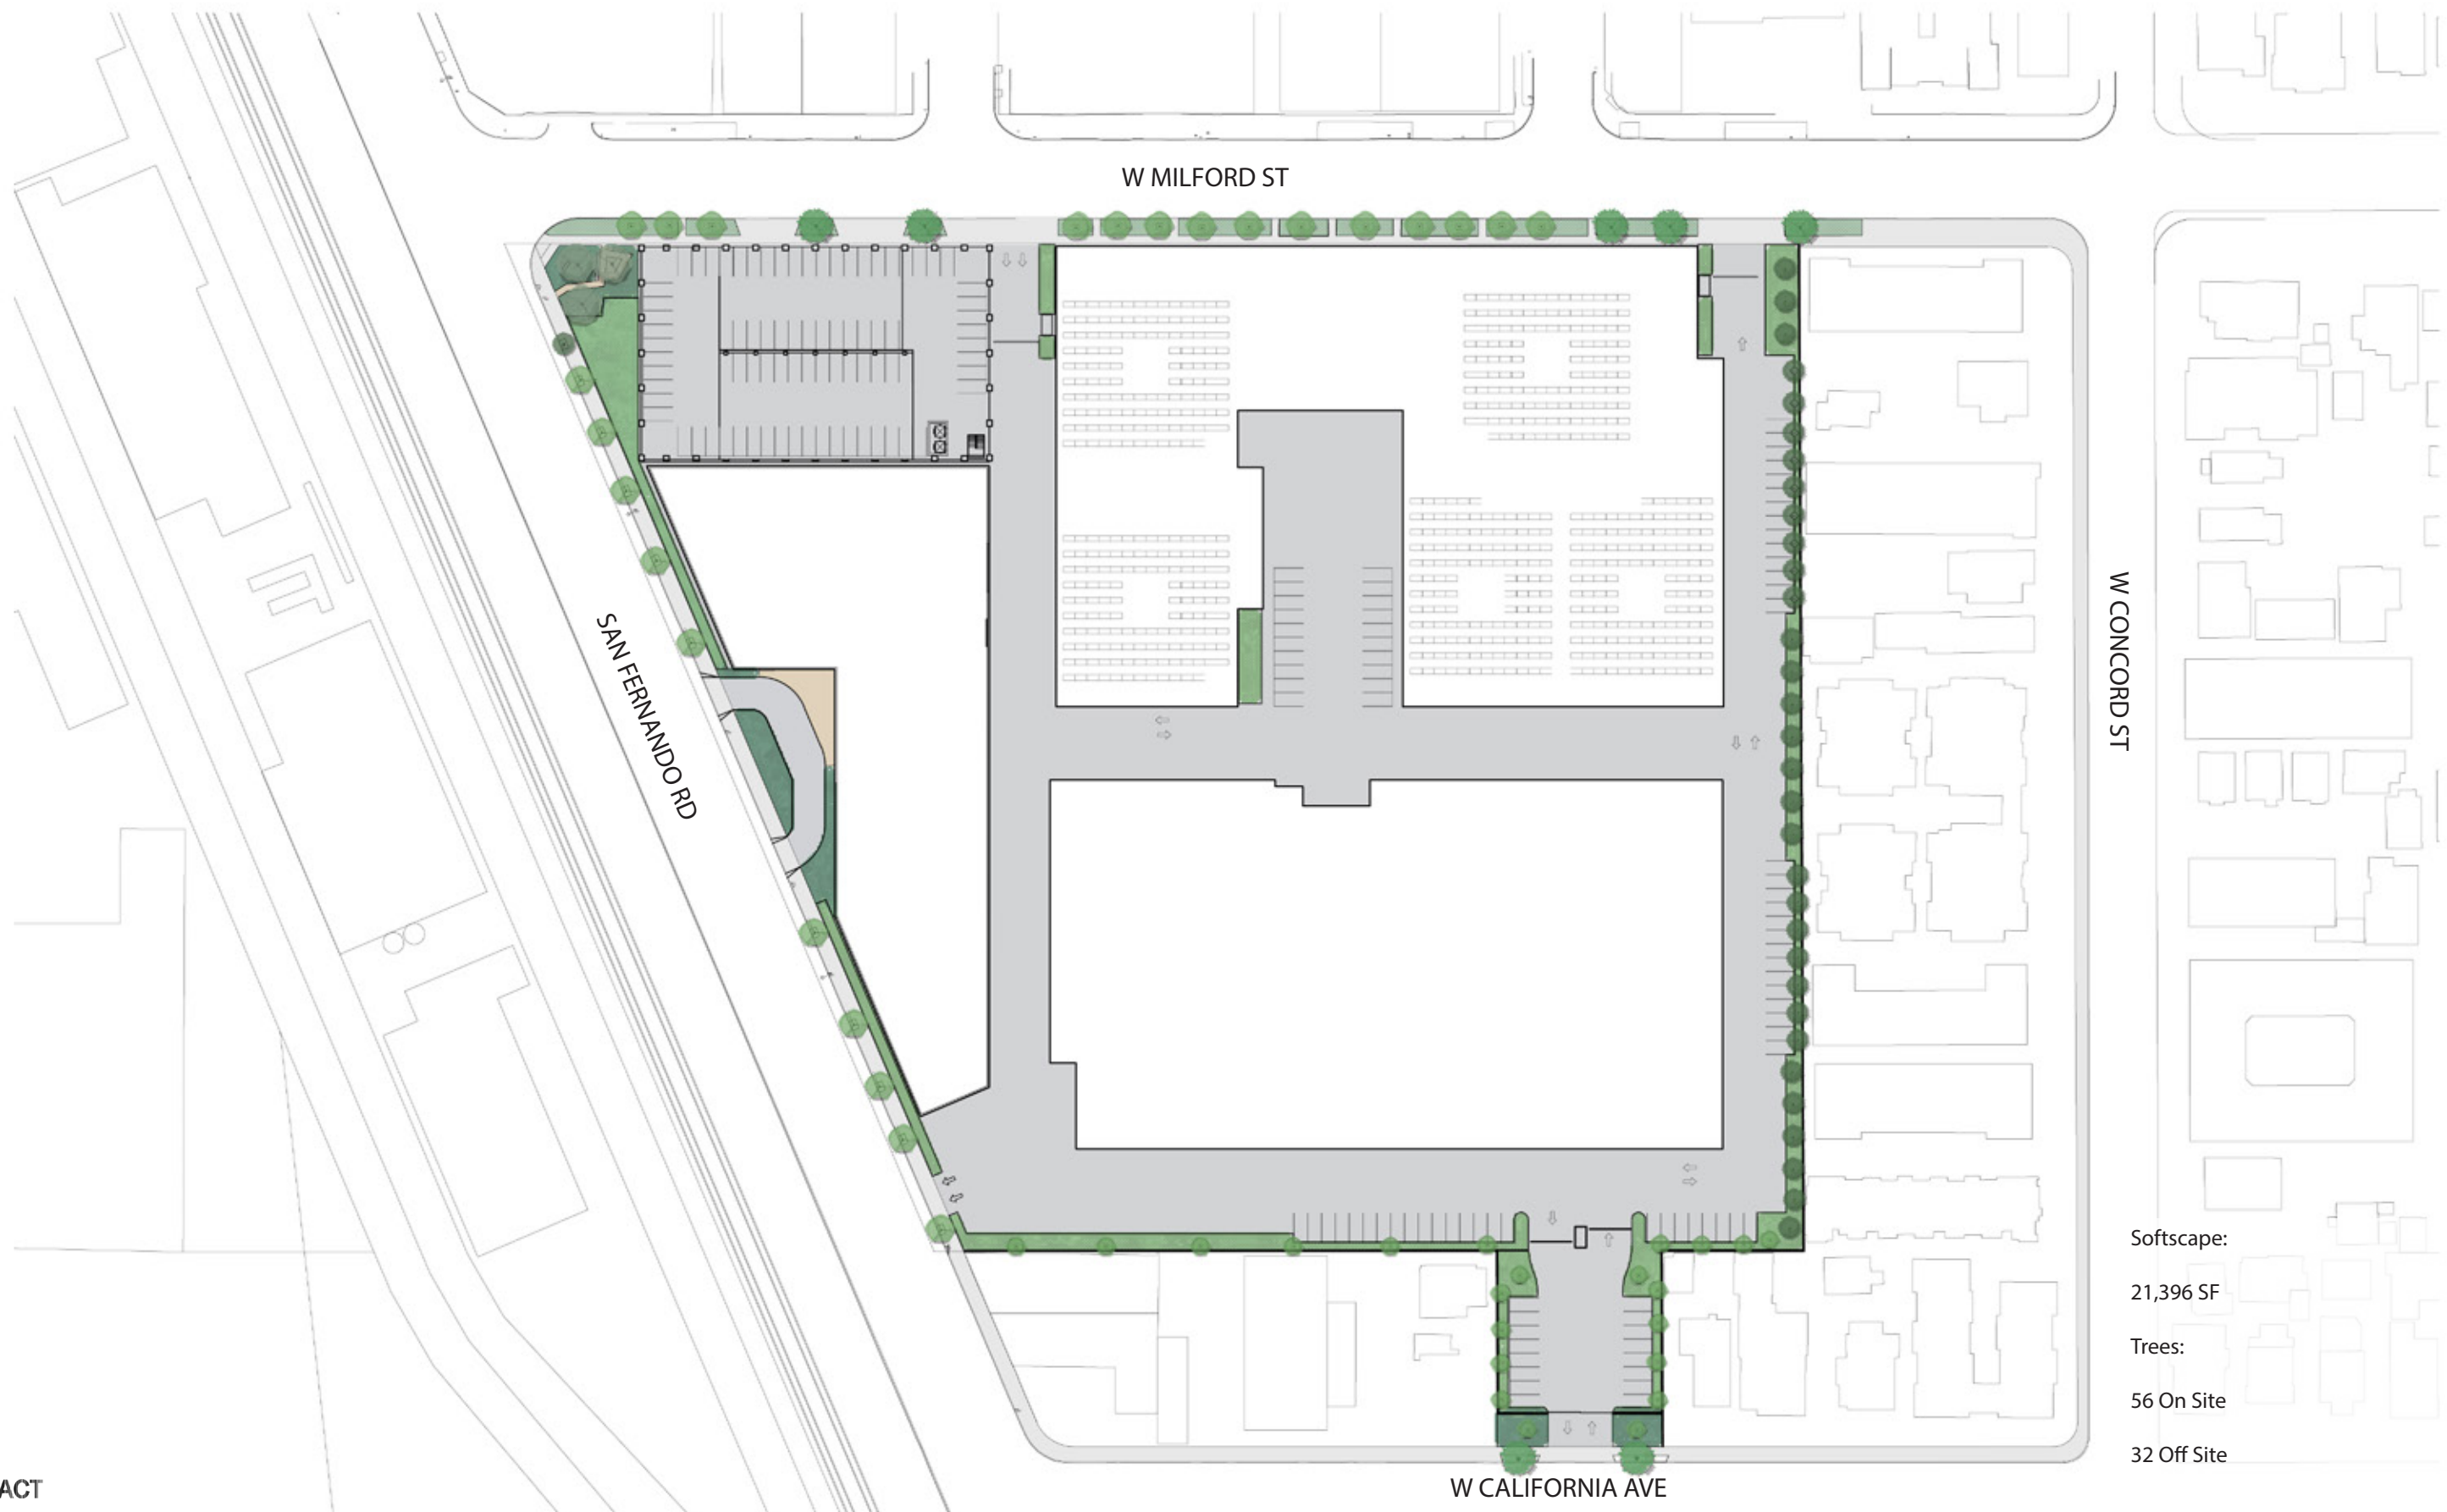 W MILFORD ST
SAN FERNANDO RD
W CONCORD ST
Softscape:
21,396 SF
Trees:
56 On Site
32 Off Site
W CALIFORNIA AVE
ACT